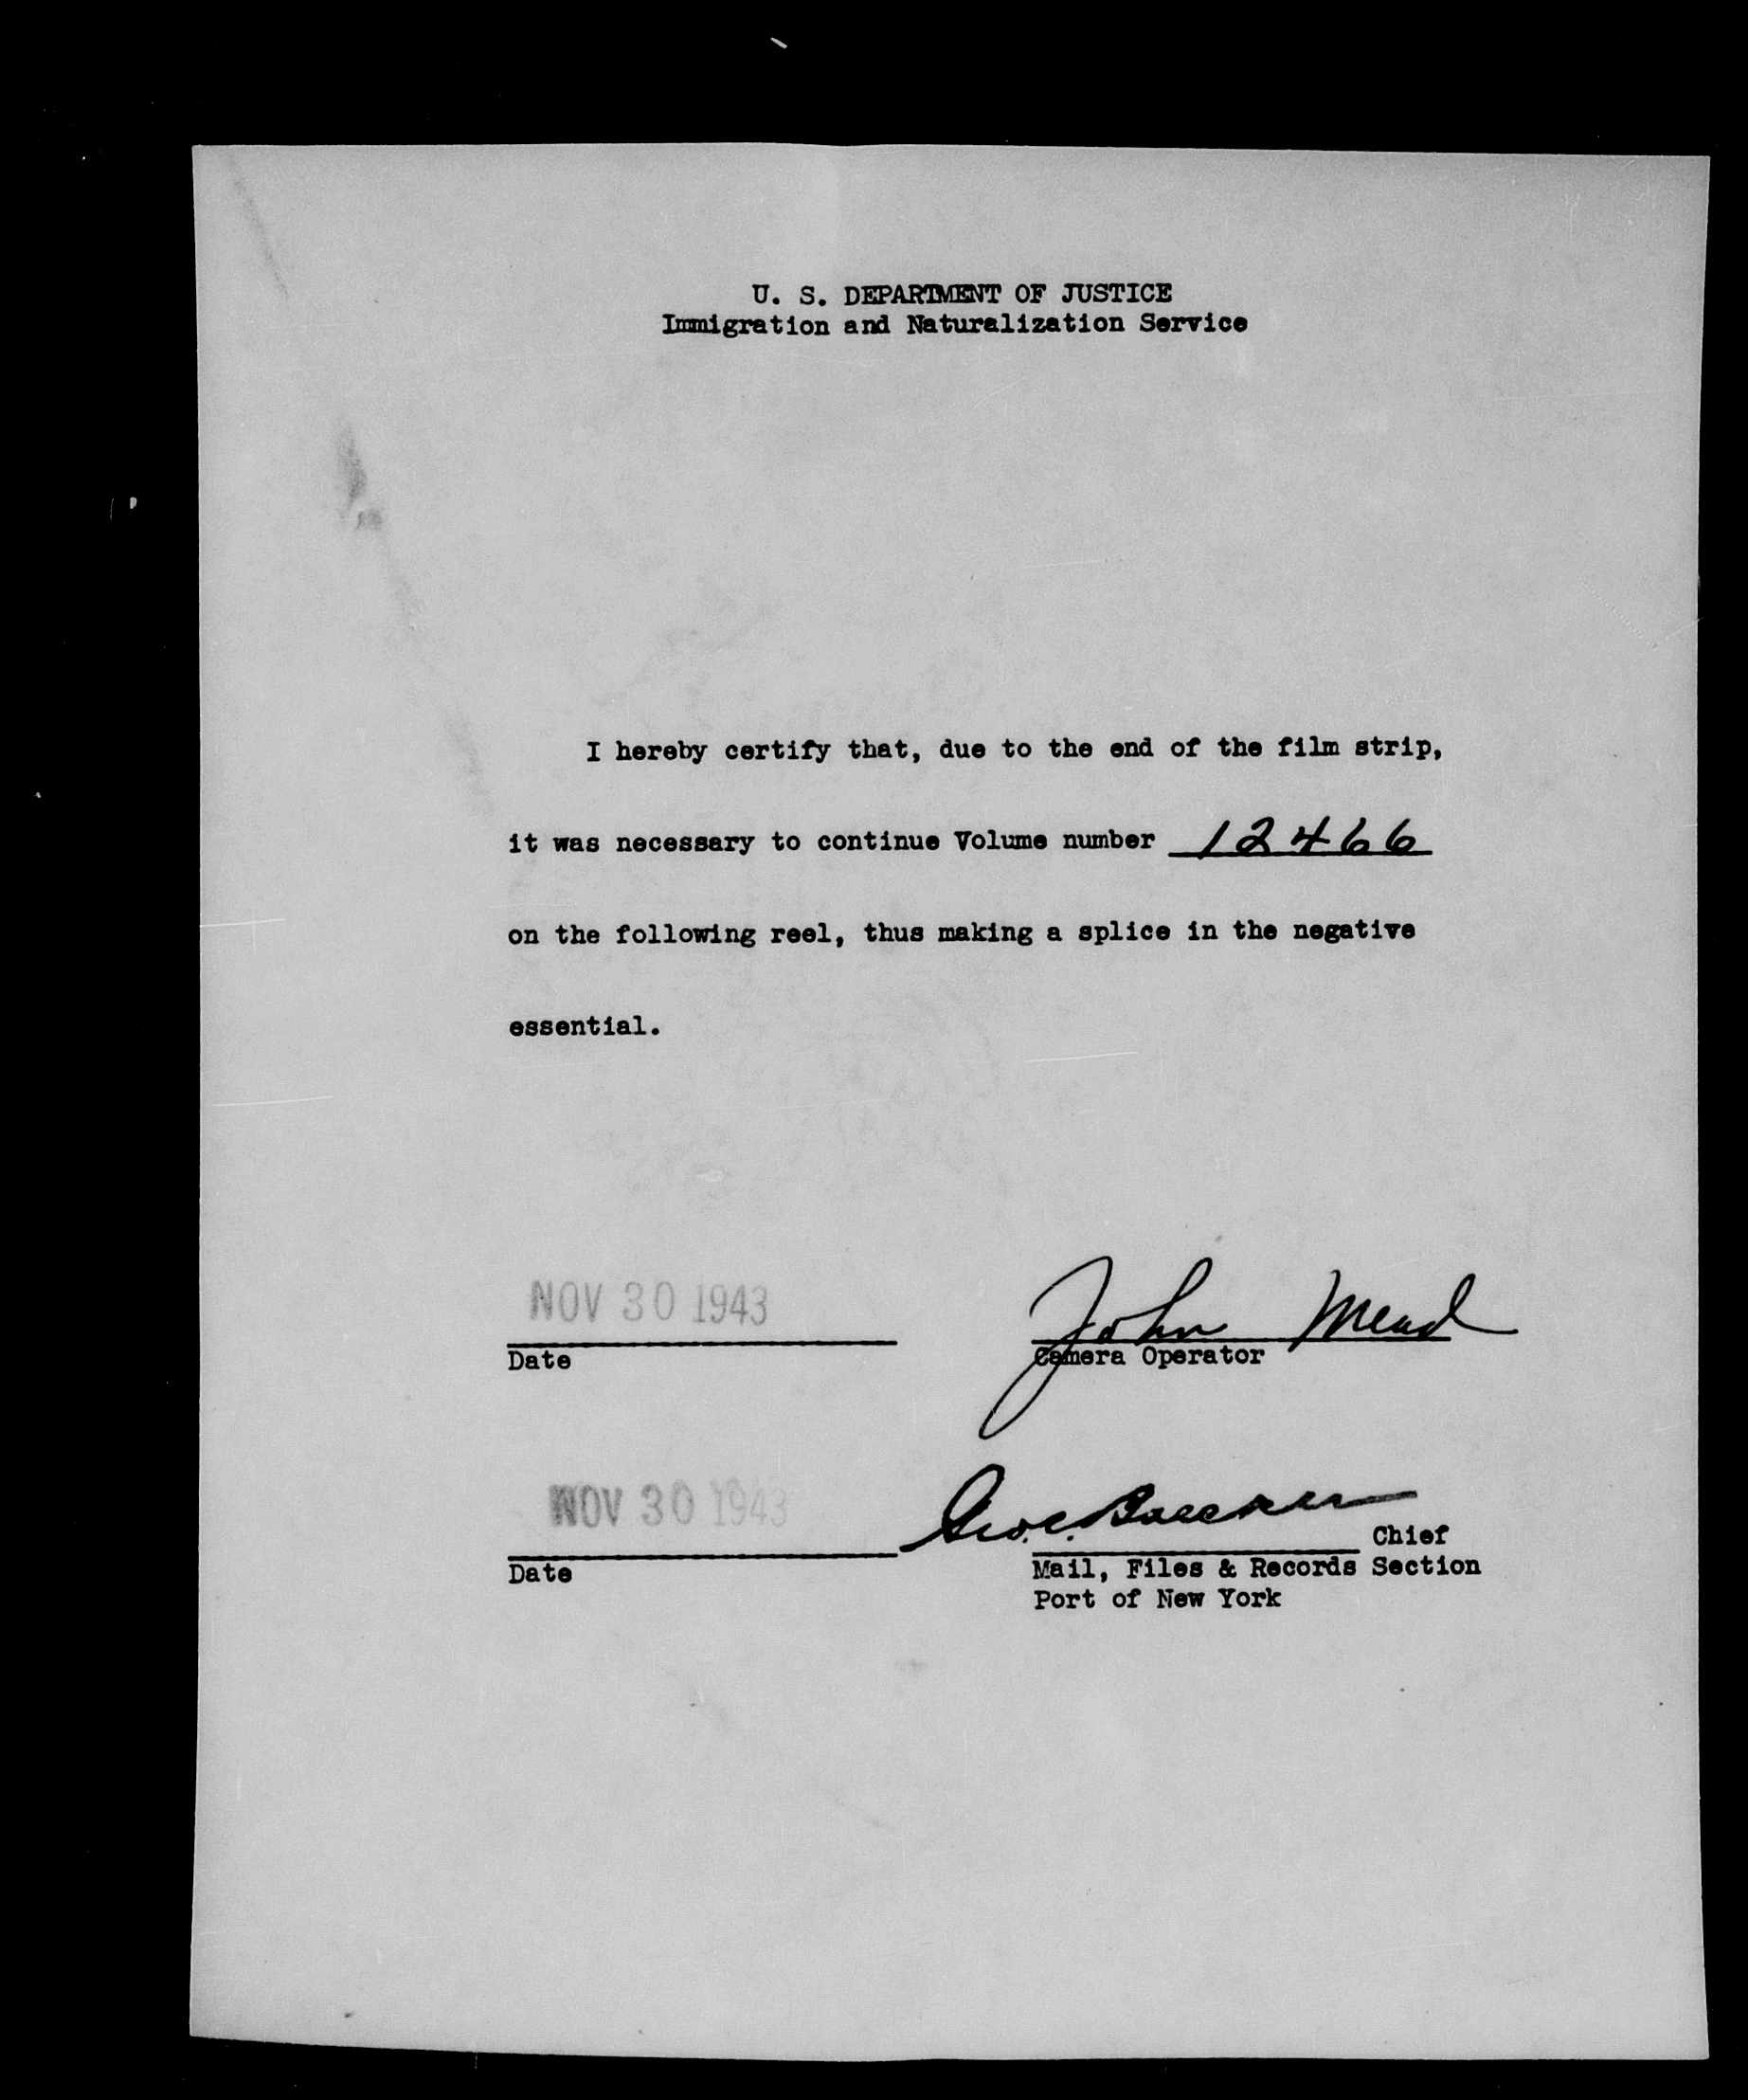 U. S. DEPARTMENT OF JUSTICE
Immigration and Naturalization Service
I hereby certify that, due to the end of the film strip,
it was necessary to continue Volume number 12466
on the following reel, thus making a splice in the negative
essential.
NOV 30 1943
John Mead
Date
Camera Operator
NOV 30 1943
Geo. C.
Chief
Date
Mail, Files & Records Section
Port of New York